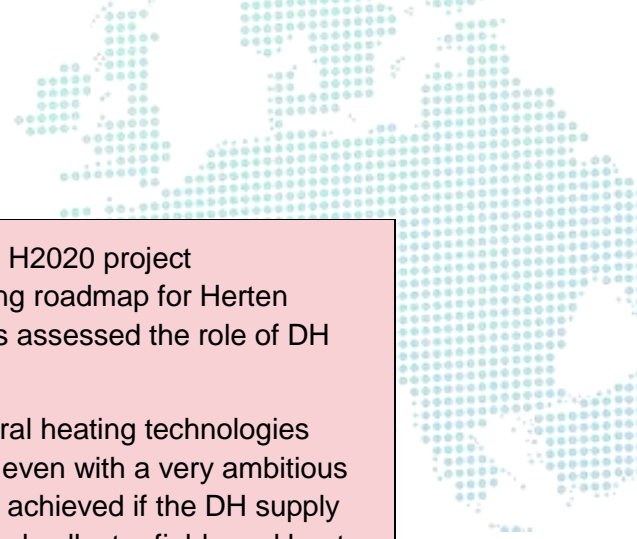 H2020 project
ng roadmap for Herten
s assessed the role of DH
ral heating technologies
even with a very ambitious
achieved if the DH supply